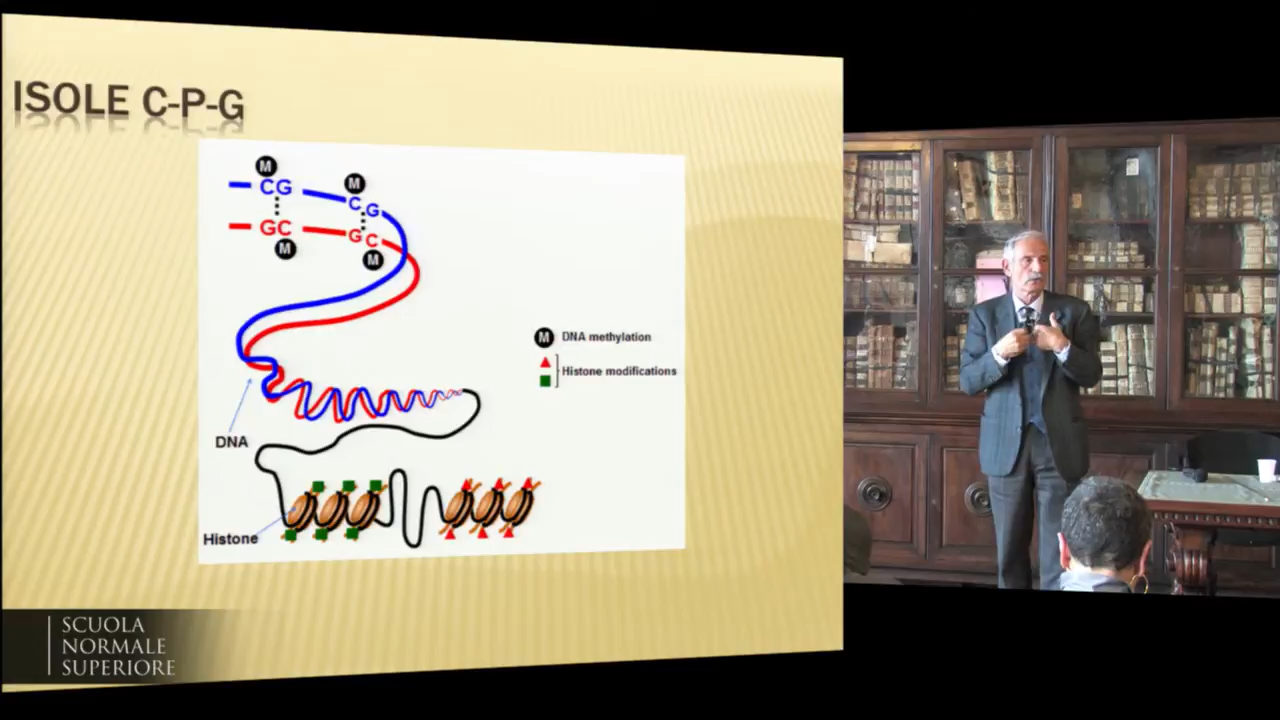 ISOLE C-P-G
M
CG
M
CG
GC
M
GC
M
M DNA methylation
Histone modifications
DNA
Histone
SCUOLA
NORMALE
SUPERIORE